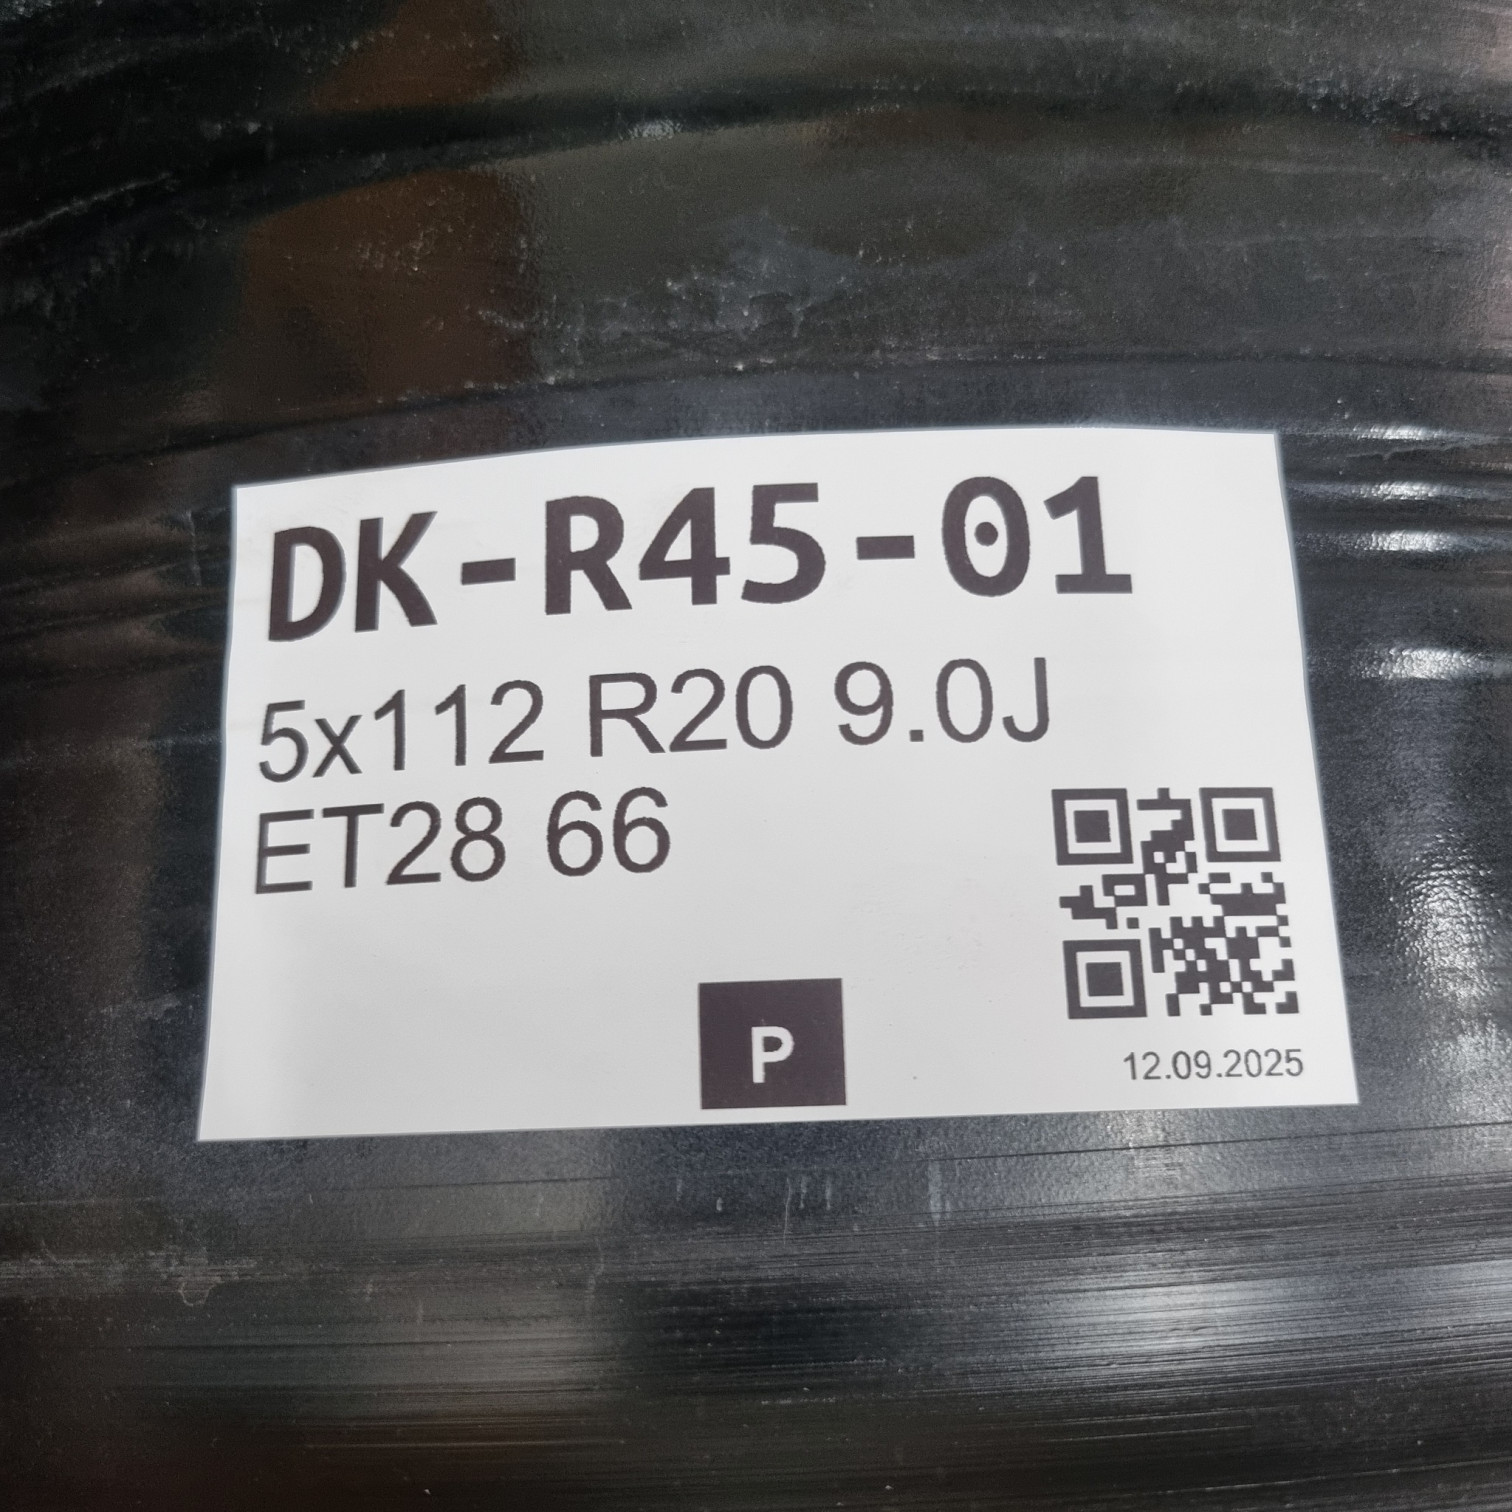 DK-R45-01
5x112 R20 9.0J
ET28 66
P
12.09.2025